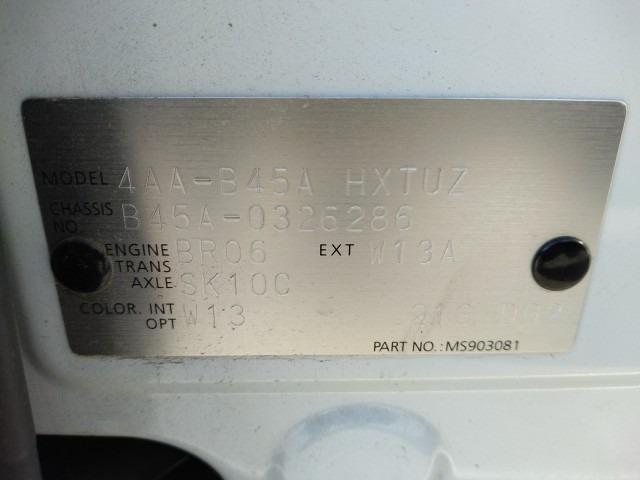 MODEL 4AA-B45A HXTUZ
CHASSIS NO. B45A-0326286
ENGINE BR06 EXT W13A
TRANS
AXLE SK10C
COLOR. INT W13
OPT
PART NO.:MS903081